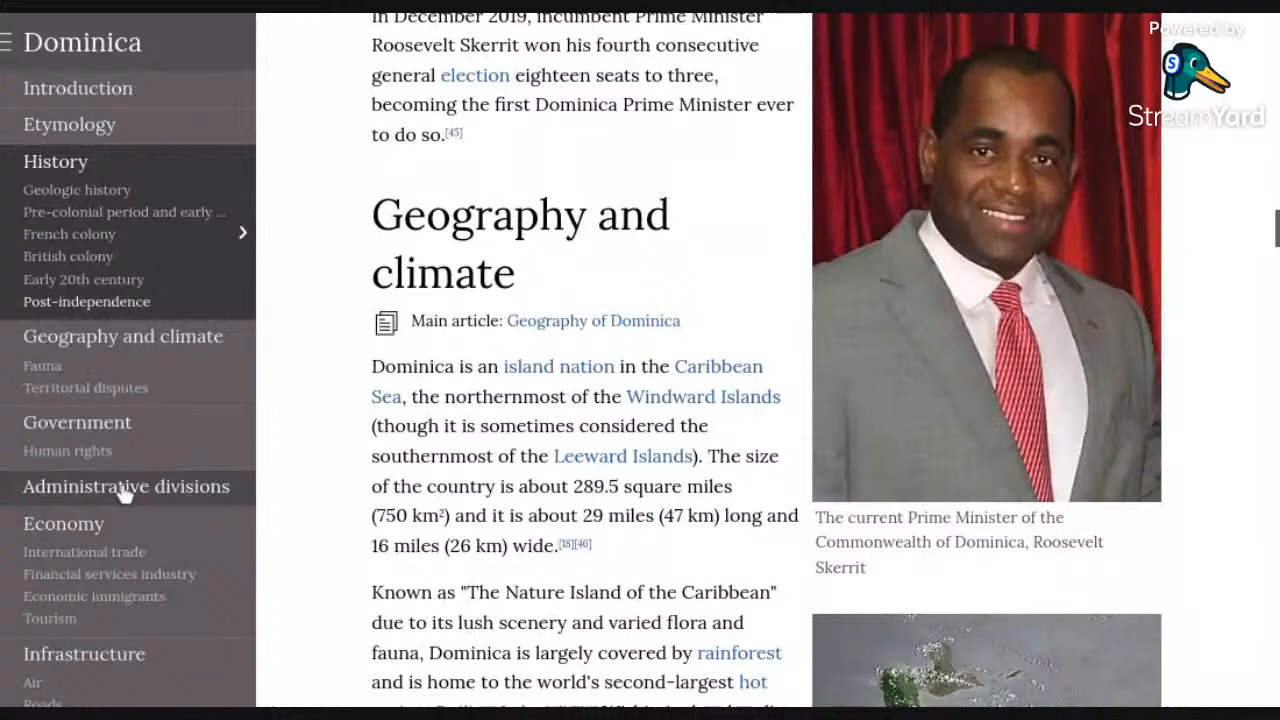 Dominica
Introduction
Etymology
History
Geologic history
Pre-colonial period and early ...
French colony
British colony
Early 20th century
Post-independence
Geography and climate
Fauna
Territorial disputes
Government
Human rights
Administrative divisions
Economy
International trade
Financial services industry
Economic immigrants
Tourism
Infrastructure
Air
Roads
In December 2019, incumbent Prime Minister
Roosevelt Skerrit won his fourth consecutive
general election eighteen seats to three,
becoming the first Dominica Prime Minister ever
to do so.[45]
Geography and
climate
Main article: Geography of Dominica
Dominica is an island nation in the Caribbean
Sea, the northernmost of the Windward Islands
(though it is sometimes considered the
southernmost of the Leeward Islands). The size
of the country is about 289.5 square miles
(750 km²) and it is about 29 miles (47 km) long and
16 miles (26 km) wide.[18][46]
Known as "The Nature Island of the Caribbean"
due to its lush scenery and varied flora and
fauna, Dominica is largely covered by rainforest
and is home to the world's second-largest hot
The current Prime Minister of the
Commonwealth of Dominica, Roosevelt
Skerrit
Powered by
S
StreamYard